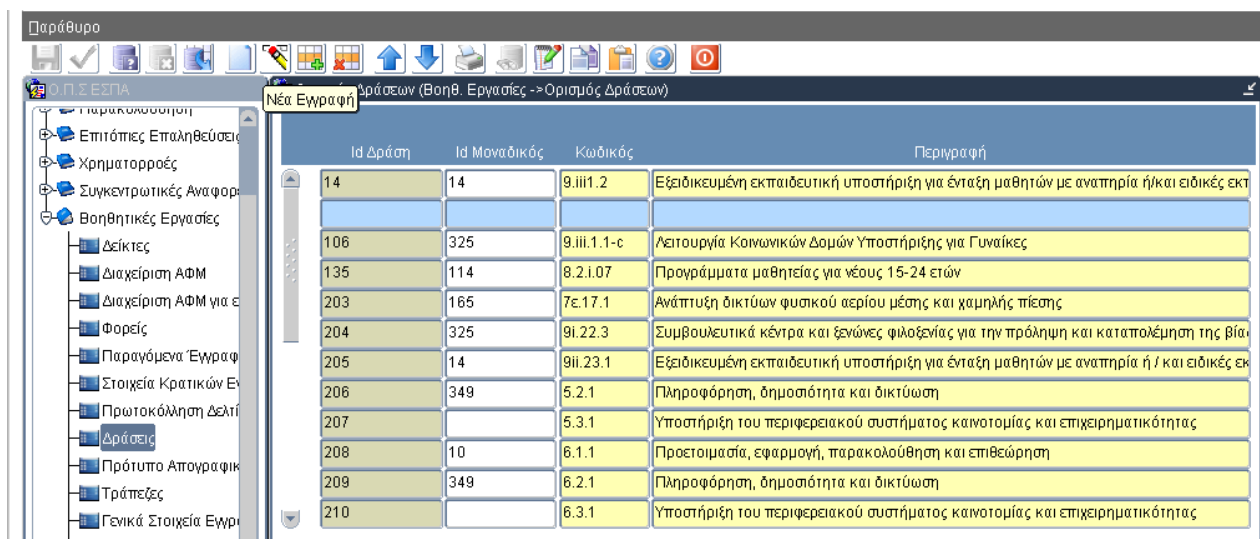 Παράθυρο
Ο.Π.Σ ΕΣΠΑ
Δράσεων (Βοηθ. Εργασίες ->Ορισμός Δράσεων)
Νέα Εγγραφή
Επιτόπιες Επαληθεύσεις
Χρηματορροές
Συγκεντρωτικές Αναφορ
Βοηθητικές Εργασίες
Δείκτες
Διαχείριση ΑΦΜ
Διαχείριση ΑΦΜ για ε
Φορείς
Παραγόμενα Έγγραφ
Στοιχεία Κρατικών Εν
Πρωτοκόλληση Δελτί
Δράσεις
Πρότυπο Απογραφικ
Τράπεζες
Γενικά Στοιχεία Εγγρ
Id Δράση Id Μοναδικός Κωδικός Περιγραφή
14 14 9.iii1.2 Εξειδικευμένη εκπαιδευτική υποστήριξη για ένταξη μαθητών με αναπηρία ή/και ειδικές εκπ
106 325 9.iii.1.1-c Λειτουργία Κοινωνικών Δομών Υποστήριξης για Γυναίκες
135 114 8.2.i.07 Προγράμματα μαθητείας για νέους 15-24 ετών
203 165 7ε.17.1 Ανάπτυξη δικτύων φυσικού αερίου μέσης και χαμηλής πίεσης
204 325 9i.22.3 Συμβουλευτικά κέντρα και ξενώνες φιλοξενίας για την πρόληψη και καταπολέμηση της βία
205 14 9ii.23.1 Εξειδικευμένη εκπαιδευτική υποστήριξη για ένταξη μαθητών με αναπηρία ή / και ειδικές εκ
206 349 5.2.1 Πληροφόρηση, δημοσιότητα και δικτύωση
207 5.3.1 Υποστήριξη του περιφερειακού συστήματος καινοτομίας και επιχειρηματικότητας
208 10 6.1.1 Προετοιμασία, εφαρμογή, παρακολούθηση και επιθεώρηση
209 349 6.2.1 Πληροφόρηση, δημοσιότητα και δικτύωση
210 6.3.1 Υποστήριξη του περιφερειακού συστήματος καινοτομίας και επιχειρηματικότητας